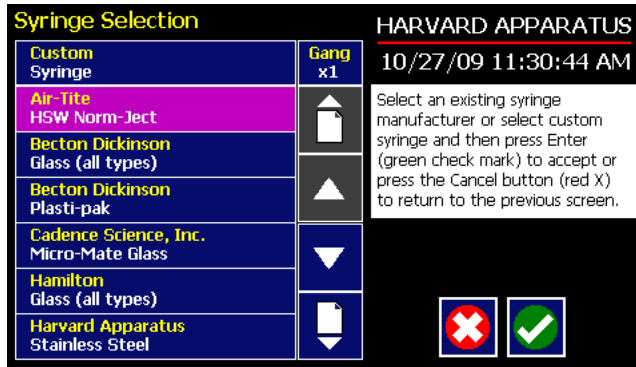 Syringe Selection
Custom
Syringe
Gang
x1
Air-Tite
HSW Norm-Ject
Becton Dickinson
Glass (all types)
Becton Dickinson
Plasti-pak
Cadence Science, Inc.
Micro-Mate Glass
Hamilton
Glass (all types)
Harvard Apparatus
Stainless Steel
HARVARD APPARATUS
10/27/09 11:30:44 AM
Select an existing syringe
manufacturer or select custom
syringe and then press Enter
(green check mark) to accept or
press the Cancel button (red X)
to return to the previous screen.